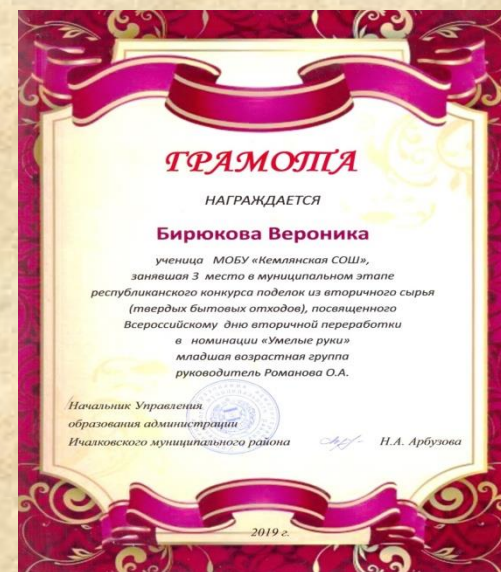 ГРАМОТА
НАГРАЖДАЕТСЯ
Бирюкова Вероника
ученица МОБУ «Кемлянская СОШ»,
занявшая 3 место в муниципальном этапе
республиканского конкурса поделок из вторичного сырья
(твердых бытовых отходов), посвященного
Всероссийскому дню вторичной переработки
в номинации «Умелые руки»
младшая возрастная группа
руководитель Романова О.А.
Начальник Управления
образования администрации
Ичалковского муниципального района Н.А. Арбузова
2019 г.